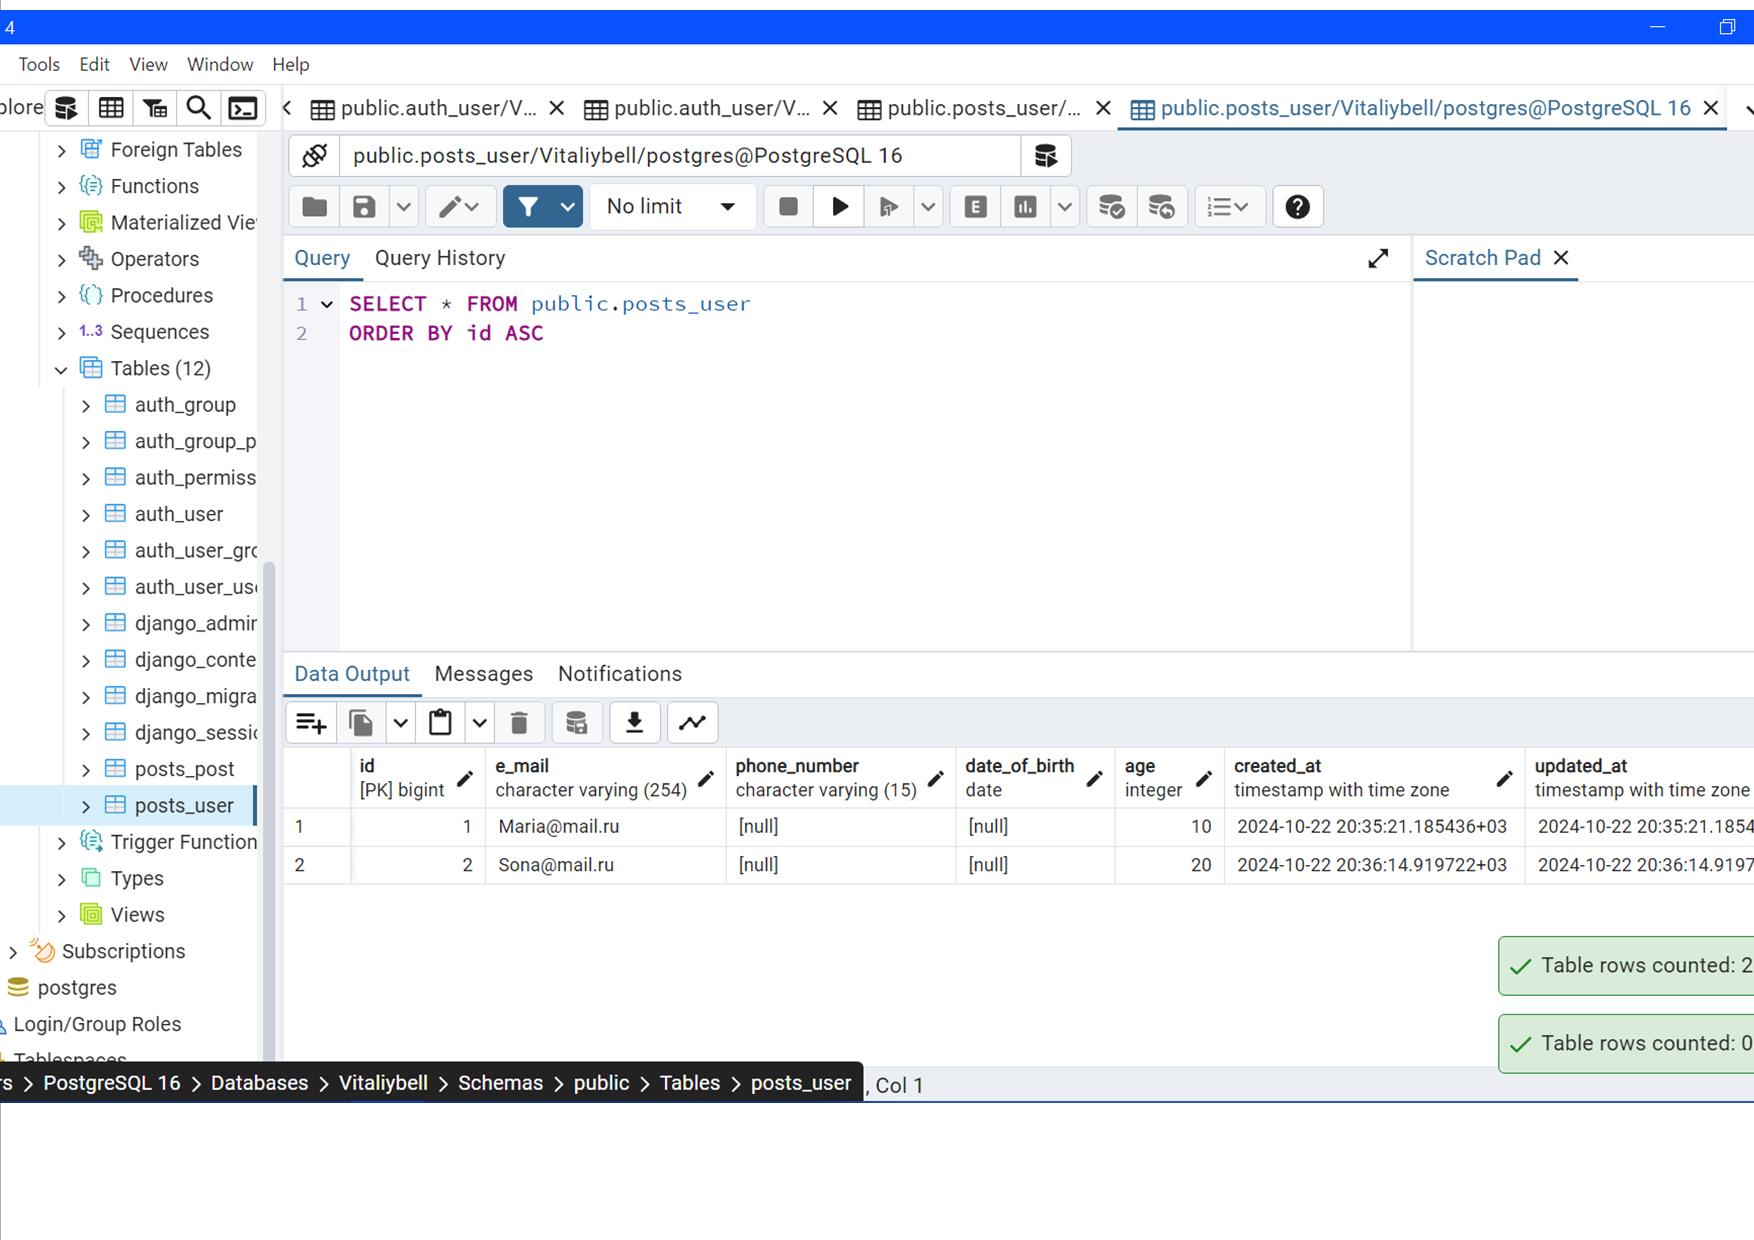 4
Tools Edit View Window Help
plore
public.auth_user/V... public.auth_user/V... public.posts_user/... public.posts_user/Vitaliybell/postgres@PostgreSQL 16
public.posts_user/Vitaliybell/postgres@PostgreSQL 16
No limit
E
Query Query History
Scratch Pad
1 SELECT * FROM public.posts_user
2 ORDER BY id ASC
Foreign Tables
Functions
Materialized Vie
Operators
Procedures
1..3 Sequences
Tables (12)
auth_group
auth_group_p
auth_permiss
auth_user
auth_user_gro
auth_user_use
django_admin
django_conte
django_migra
django_sessio
posts_post
posts_user
Trigger Function
Types
Views
Subscriptions
postgres
Login/Group Roles
Tablespaces
Data Output Messages Notifications
id e_mail phone_number date_of_birth age created_at updated_at
[PK] bigint character varying (254) character varying (15) date integer timestamp with time zone timestamp with time zone
1 1 Maria@mail.ru [null] [null] 10 2024-10-22 20:35:21.185436+03 2024-10-22 20:35:21.1854
2 2 Sona@mail.ru [null] [null] 20 2024-10-22 20:36:14.919722+03 2024-10-22 20:36:14.9197
Table rows counted: 2
Table rows counted: 0
rs > PostgreSQL 16 > Databases > Vitaliybell > Schemas > public > Tables > posts_user , Col 1